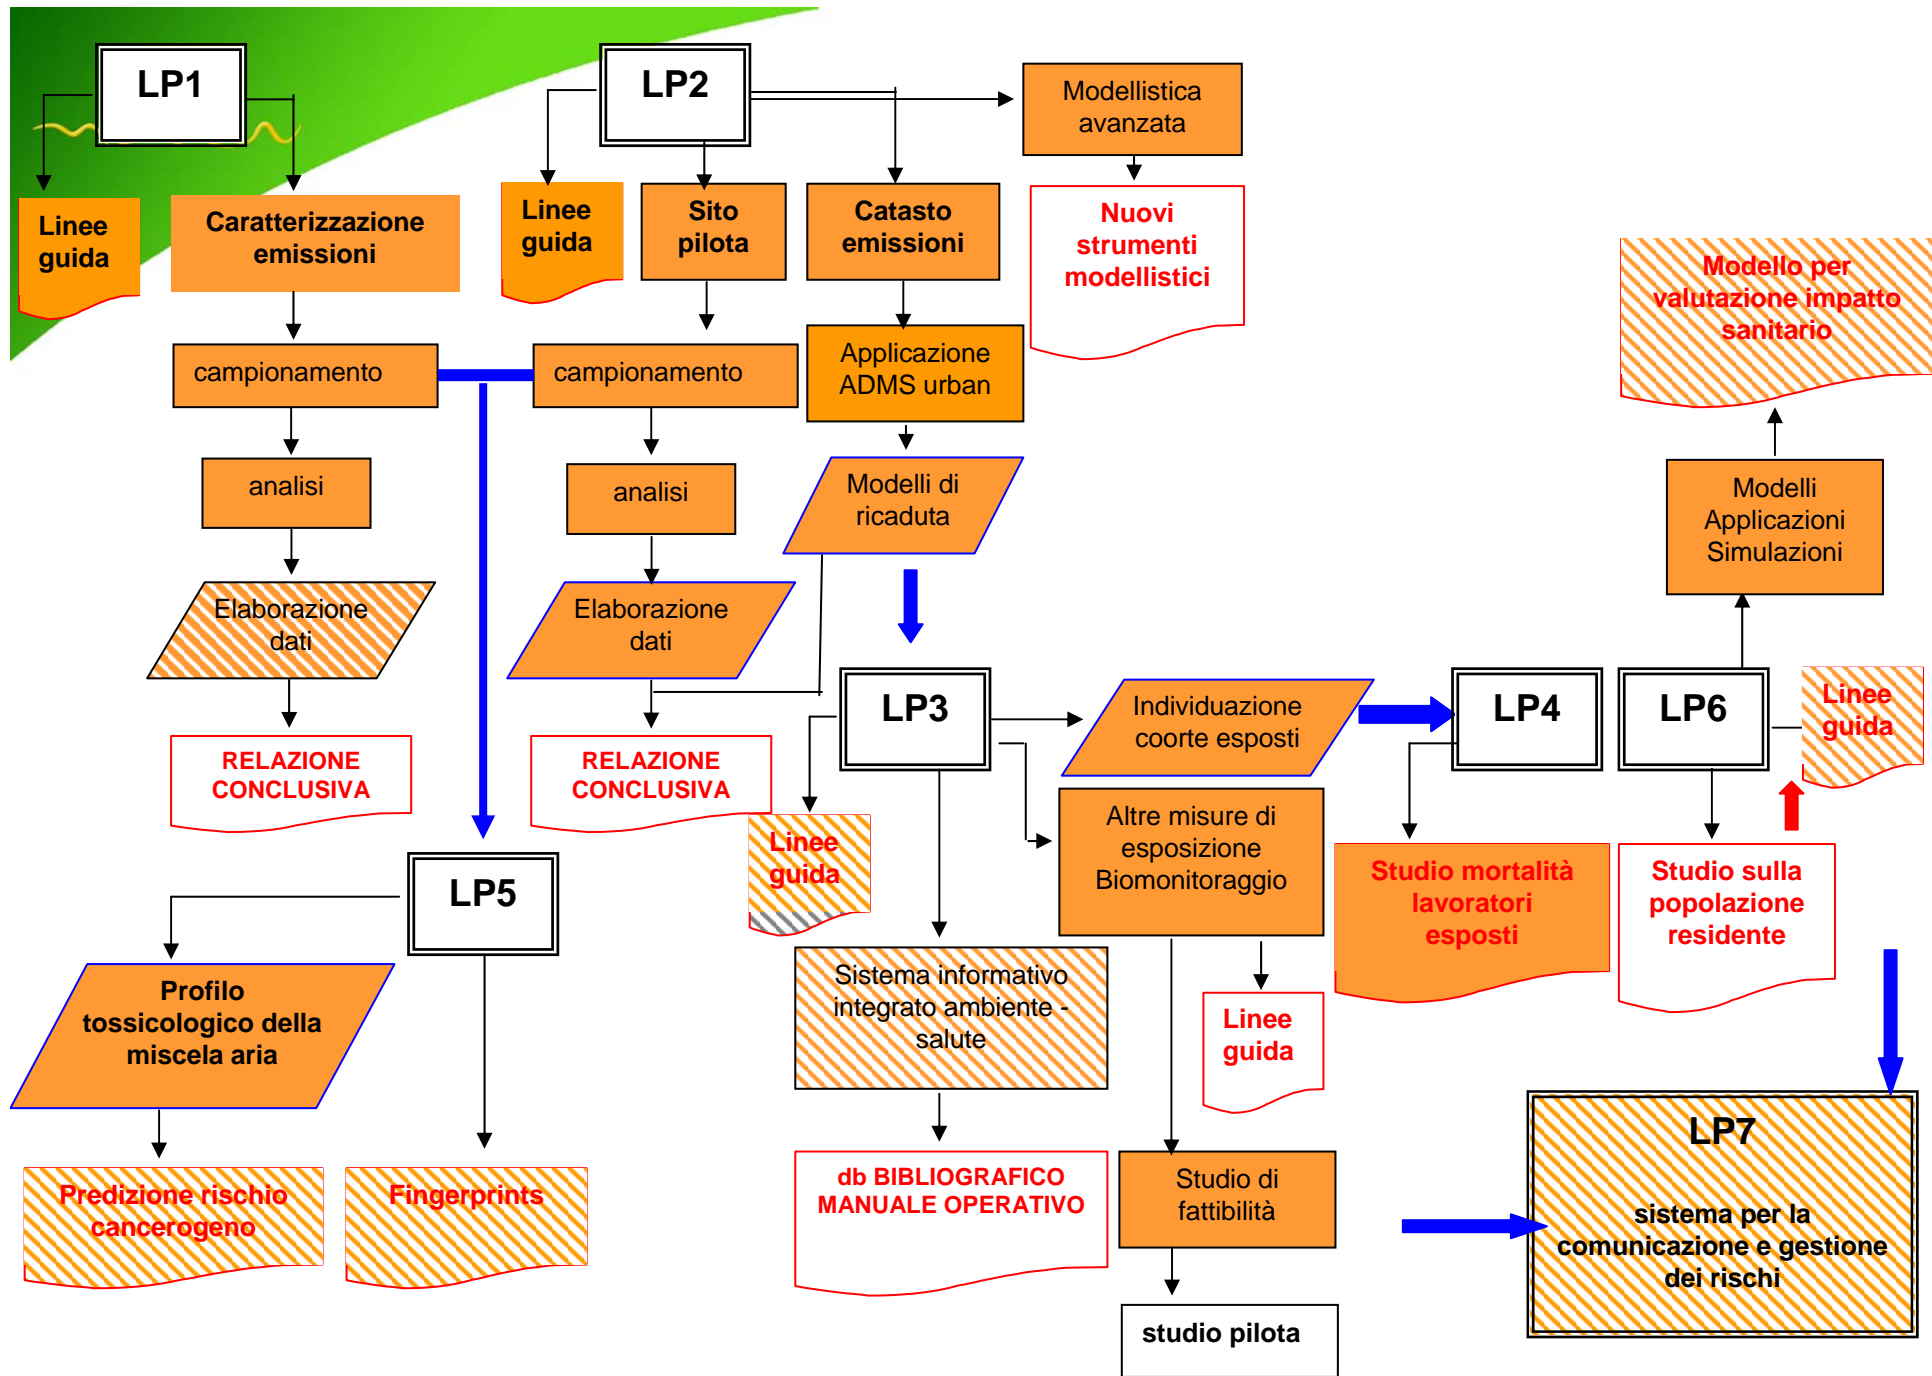 LP1
LP2
Modellistica
avanzata
Linee
guida
Caratterizzazione
emissioni
Linee
guida
Sito
pilota
Catasto
emissioni
Nuovi
strumenti
modellistici
Modello per
valutazione impatto
sanitario
campionamento
campionamento
Applicazione
ADMS urban
analisi
analisi
Modelli di
ricaduta
Modelli
Applicazioni
Simulazioni
Elaborazione
dati
Elaborazione
dati
LP3
Individuazione
coorte esposti
LP4
LP6
Linee
guida
RELAZIONE
CONCLUSIVA
RELAZIONE
CONCLUSIVA
Linee
guida
Altre misure di
esposizione
Biomonitoraggio
Studio mortalità
lavoratori
esposti
Studio sulla
popolazione
residente
LP5
Profilo
tossicologico della
miscela aria
Sistema informativo
integrato ambiente -
salute
Linee
guida
Predizione rischio
cancerogeno
Fingerprints
db BIBLIOGRAFICO
MANUALE OPERATIVO
Studio di
fattibilità
studio pilota
LP7
sistema per la
comunicazione e gestione
dei rischi